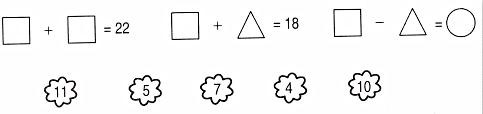 □ + □ = 22 □ + △ = 18 □ - △ = ○
11 5 7 4 10